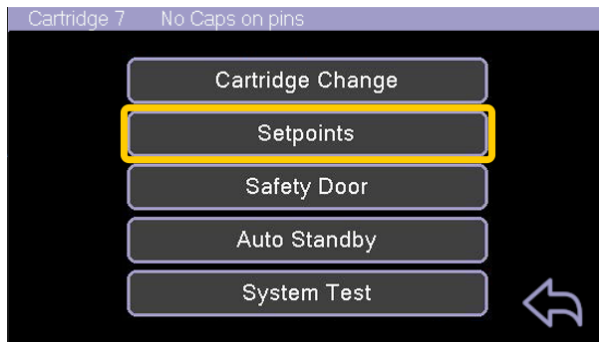 Cartridge 7 No Caps on pins
Cartridge Change
Setpoints
Safety Door
Auto Standby
System Test